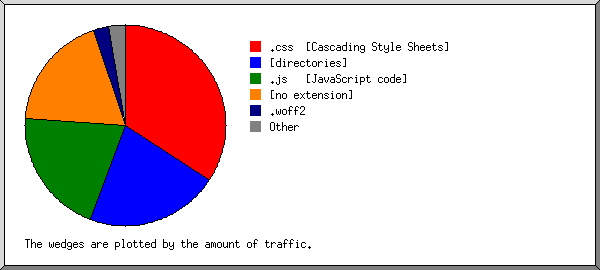 .css [Cascading Style Sheets]
[directories]
.js [JavaScript code]
[no extension]
.woff2
Other
The wedges are plotted by the amount of traffic.